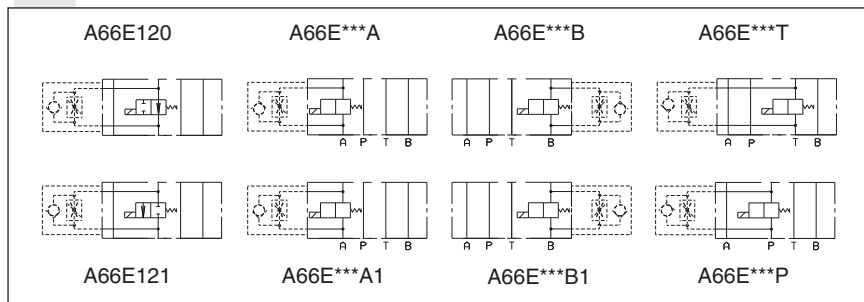 A66E120 A66E***A A66E***B A66E***T
A P T B A P T B A P T B
A P T B A P T B A P T B
A66E121 A66E***A1 A66E***B1 A66E***P